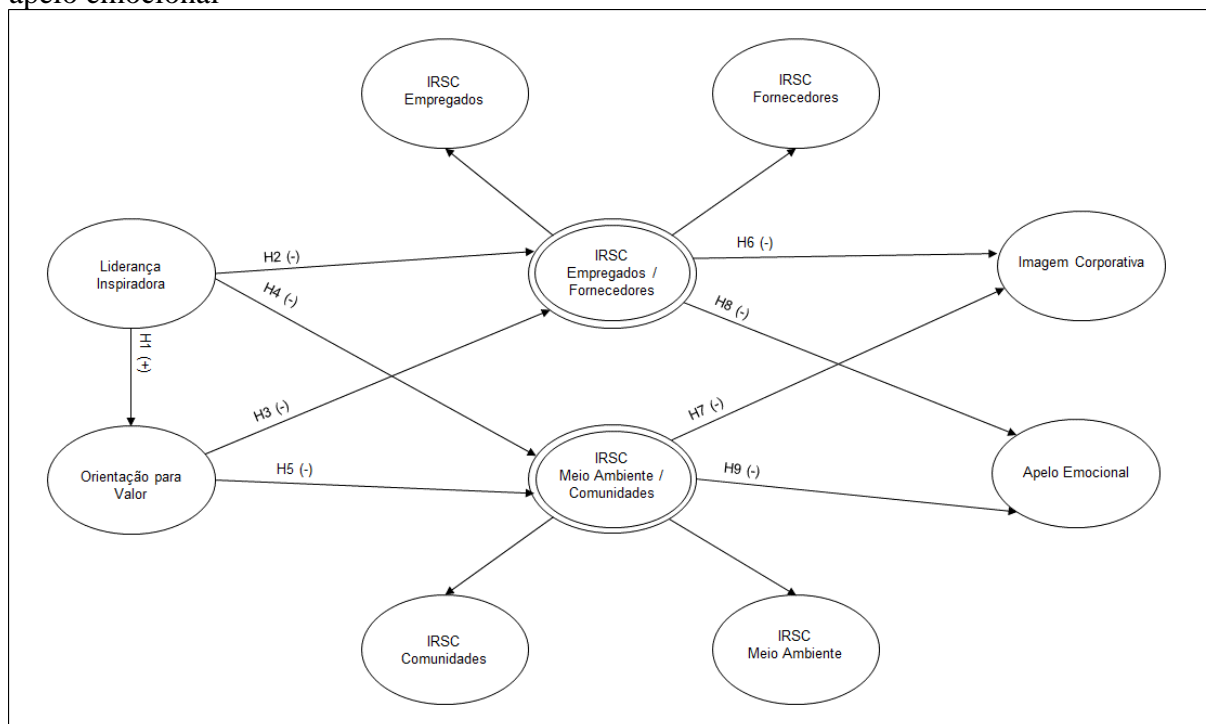 apelo emocional
IRSC
Empregados
IRSC
Fornecedores
Liderança
Inspiradora
H2 (-)
IRSC
Empregados /
Fornecedores
H6 (-)
Imagem Corporativa
H4 (-)
H8 (-)
H1 (+)
H3 (-)
H7 (-)
Orientação para
Valor
H5 (-)
IRSC
Meio Ambiente /
Comunidades
H9 (-)
Apelo Emocional
IRSC
Comunidades
IRSC
Meio Ambiente